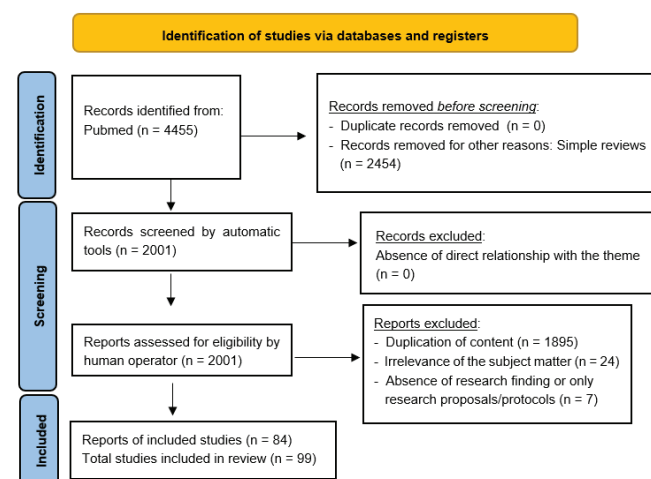 Identification of studies via databases and registers
Identification
Records identified from:
Pubmed (n = 4455)
Records removed before screening:
- Duplicate records removed (n = 0)
- Records removed for other reasons: Simple reviews
(n = 2454)
Screening
Records screened by automatic
tools (n = 2001)
Records excluded:
Absence of direct relationship with the theme
(n = 0)
Reports assessed for eligibility by
human operator (n = 2001)
Reports excluded:
- Duplication of content (n = 1895)
- Irrelevance of the subject matter (n = 24)
- Absence of research finding or only
research proposals/protocols (n = 7)
Included
Reports of included studies (n = 84)
Total studies included in review (n = 99)